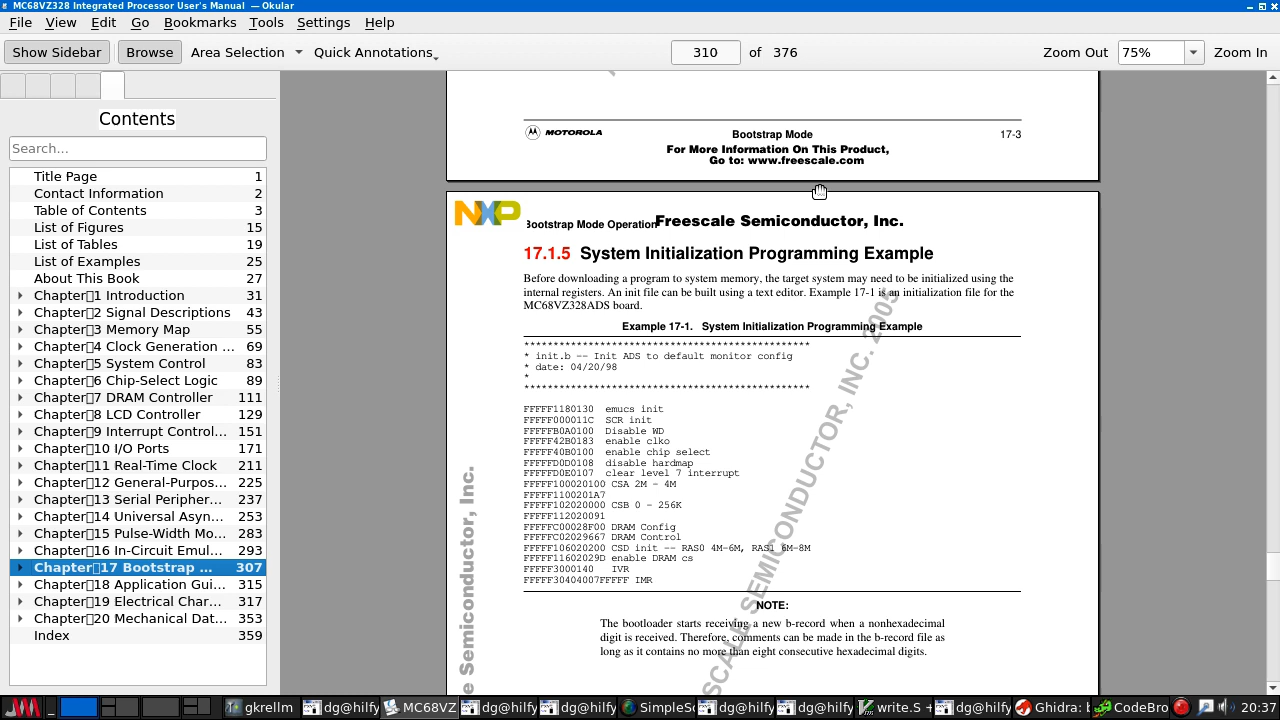 MC68VZ328 Integrated Processor User's Manual — Okular
File View Edit Go Bookmarks Tools Settings Help
Show Sidebar Browse Area Selection Quick Annotations 310 of 376 Zoom Out 75% Zoom In
Contents
Search...
Title Page 1
Contact Information 2
Table of Contents 3
List of Figures 15
List of Tables 19
List of Examples 25
About This Book 27
Chapter 1 Introduction 31
Chapter 2 Signal Descriptions 43
Chapter 3 Memory Map 55
Chapter 4 Clock Generation ... 69
Chapter 5 System Control 83
Chapter 6 Chip-Select Logic 89
Chapter 7 DRAM Controller 111
Chapter 8 LCD Controller 129
Chapter 9 Interrupt Control... 151
Chapter 10 I/O Ports 171
Chapter 11 Real-Time Clock 211
Chapter 12 General-Purpos... 225
Chapter 13 Serial Peripher... 237
Chapter 14 Universal Asyn... 253
Chapter 15 Pulse-Width Mo... 283
Chapter 16 In-Circuit Emul... 293
Chapter 17 Bootstrap ... 307
Chapter 18 Application Gui... 315
Chapter 19 Electrical Char... 317
Chapter 20 Mechanical Dat... 353
Index 359
MOTOROLA Bootstrap Mode 17-3
For More Information On This Product,
Go to: www.freescale.com
NXP
Bootstrap Mode Operation Freescale Semiconductor, Inc.
17.1.5 System Initialization Programming Example
Before downloading a program to system memory, the target system may need to be initialized using the
internal registers. An init file can be built using a text editor. Example 17-1 is an initialization file for the
MC68VZ328ADS board.
Example 17-1. System Initialization Programming Example
************************************************
* init.b -- Init ADS to default monitor config
* date: 04/20/98
*
************************************************
FFFFF1180130 emucs init
FFFFF000011C SCR init
FFFFFB0A0100 Disable WD
FFFFF42B0183 enable clko
FFFFF40B0100 enable chip select
FFFFFD0D0108 disable hardmap
FFFFFD0E0107 clear level 7 interrupt
FFFFF100020100 CSA 2M - 4M
FFFFF1100201A7
FFFFF102020000 CSB 0 - 256K
FFFFF112020091
FFFFFC00028F00 DRAM Config
FFFFFC02029667 DRAM Control
FFFFF106020200 CSD init -- RAS0 4M-6M, RAS1 6M-8M
FFFFF11602029D enable DRAM cs
FFFFF3000140 IVR
FFFFF30404007FFFFF IMR
NOTE:
The bootloader starts receiving a new b-record when a nonhexadecimal
digit is received. Therefore, comments can be made in the b-record file as
long as it contains no more than eight consecutive hexadecimal digits.
e Semiconductor, Inc.
SCALE SEMICONDUCTOR, INC. 2005
gkrellm dg@hilfy MC68VZ dg@hilfy dg@hilfy SimpleSc dg@hilfy dg@hilfy write.S + dg@hilfy Ghidra: b CodeBro 20:37